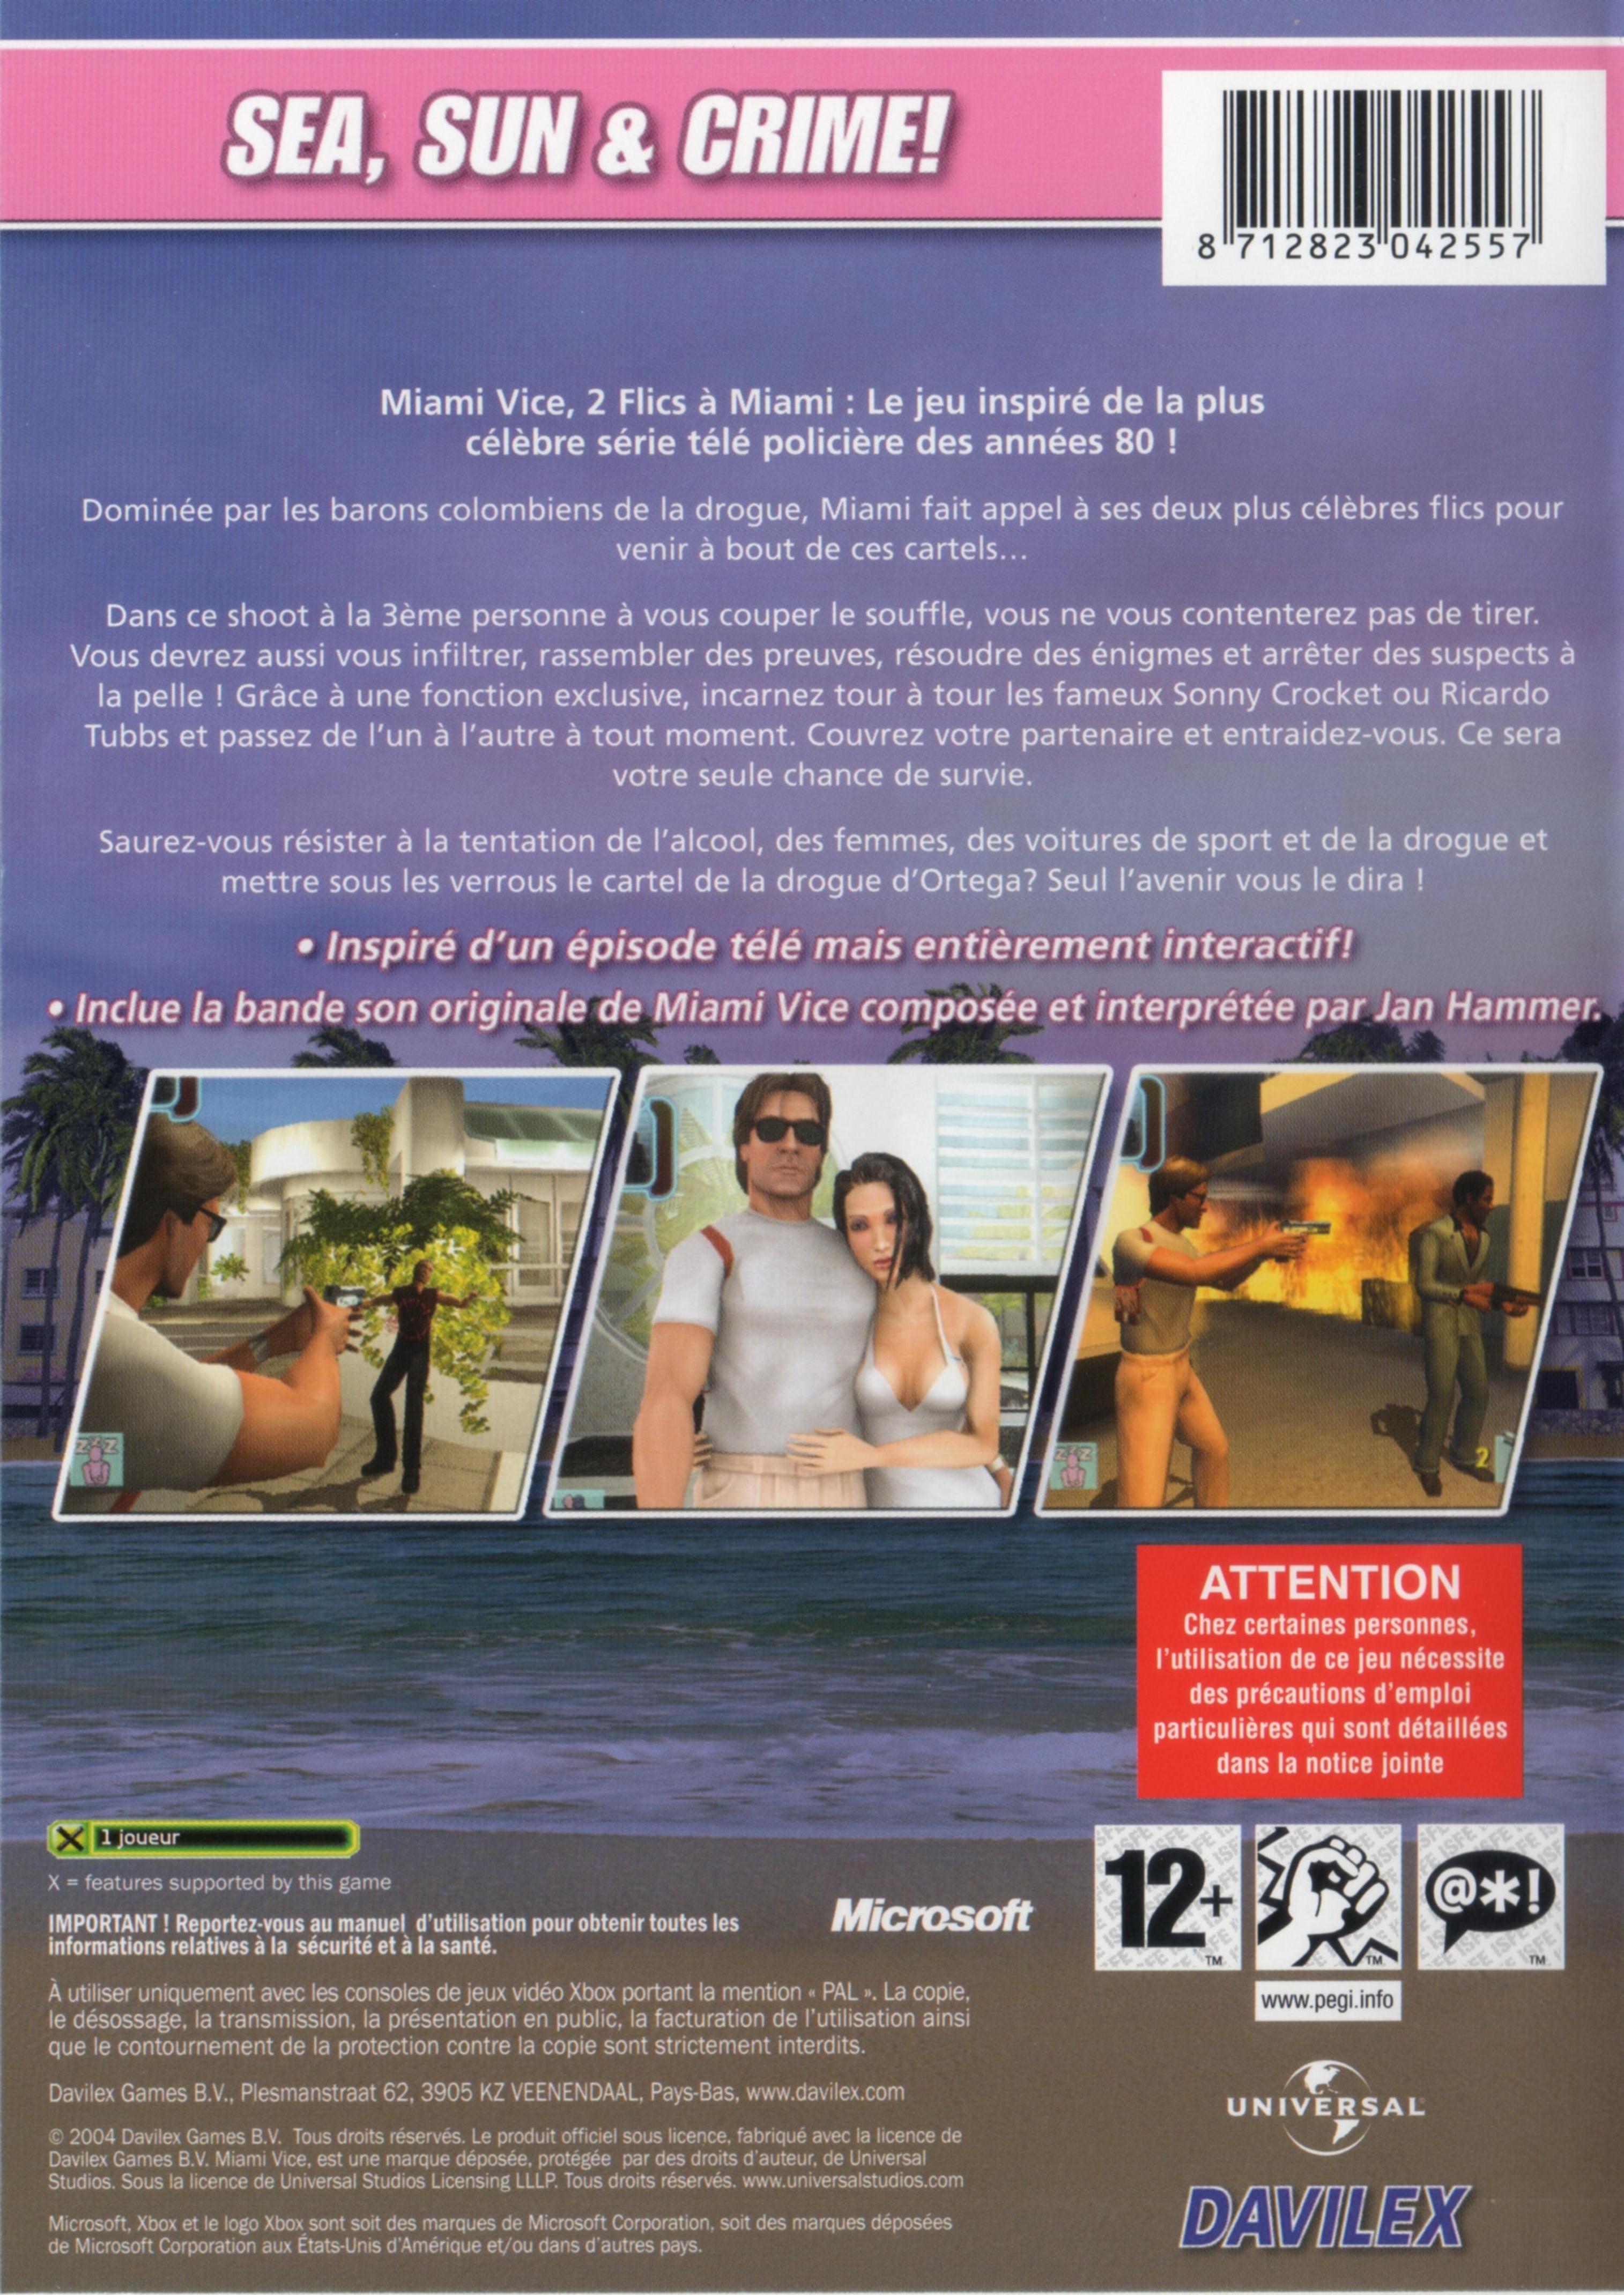 SEA, SUN & CRIME!
8 712823 042557
Miami Vice, 2 Flics à Miami : Le jeu inspiré de la plus
célèbre série télé policière des années 80 !
Dominée par les barons colombiens de la drogue, Miami fait appel à ses deux plus célèbres flics pour
venir à bout de ces cartels...
Dans ce shoot à la 3ème personne à vous couper le souffle, vous ne vous contenterez pas de tirer.
Vous devrez aussi vous infiltrer, rassembler des preuves, résoudre des énigmes et arrêter des suspects à
la pelle ! Grâce à une fonction exclusive, incarnez tour à tour les fameux Sonny Crocket ou Ricardo
Tubbs et passez de l'un à l'autre à tout moment. Couvrez votre partenaire et entraidez-vous. Ce sera
votre seule chance de survie.
Saurez-vous résister à la tentation de l'alcool, des femmes, des voitures de sport et de la drogue et
mettre sous les verrous le cartel de la drogue d'Ortega? Seul l'avenir vous le dira !
• Inspiré d'un épisode télé mais entièrement interactif!
• Inclue la bande son originale de Miami Vice composée et interprétée par Jan Hammer.
zzz
zzz
2
ATTENTION
Chez certaines personnes,
l'utilisation de ce jeu nécessite
des précautions d'emploi
particulières qui sont détaillées
dans la notice jointe
1 joueur
X = features supported by this game
IMPORTANT ! Reportez-vous au manuel d'utilisation pour obtenir toutes les
informations relatives à la sécurité et à la santé.
Microsoft
12+
TM
TM
@*!
TM
www.pegi.info
À utiliser uniquement avec les consoles de jeux vidéo Xbox portant la mention « PAL ». La copie,
le désossage, la transmission, la présentation en public, la facturation de l'utilisation ainsi
que le contournement de la protection contre la copie sont strictement interdits.
Davilex Games B.V., Plesmanstraat 62, 3905 KZ VEENENDAAL, Pays-Bas, www.davilex.com
© 2004 Davilex Games B.V. Tous droits réservés. Le produit officiel sous licence, fabriqué avec la licence de
Davilex Games B.V. Miami Vice, est une marque déposée, protégée par des droits d'auteur, de Universal
Studios. Sous la licence de Universal Studios Licensing LLLP. Tous droits réservés. www.universalstudios.com
Microsoft, Xbox et le logo Xbox sont soit des marques de Microsoft Corporation, soit des marques déposées
de Microsoft Corporation aux États-Unis d'Amérique et/ou dans d'autres pays.
UNIVERSAL
DAVILEX